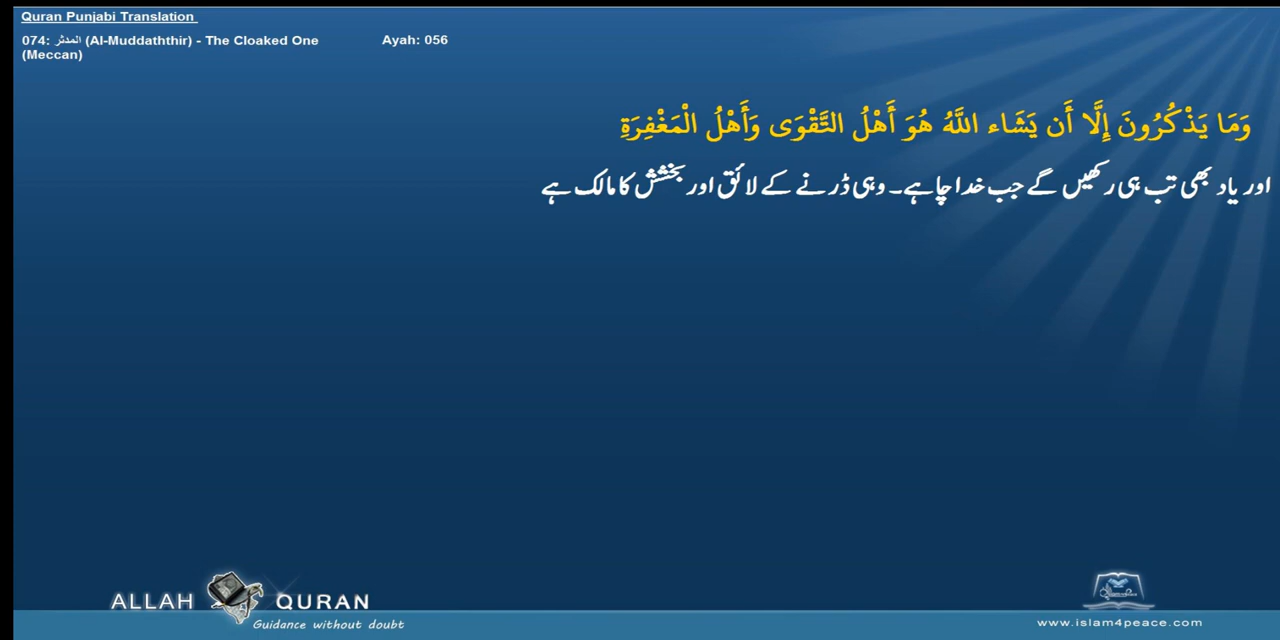 Quran Punjabi Translation
074: المدثر (Al-Muddaththir) - The Cloaked One
(Meccan)
Ayah: 056
وَمَا يَذْكُرُونَ إِلَّا أَن يَشَاء اللَّهُ هُوَ أَهْلُ التَّقْوَى وَأَهْلُ الْمَغْفِرَةِ
اور یاد بھی تب ہی رکھیں گے جب خدا چاہے۔ وہی ڈرنے کے لائق اور بخشش کا مالک ہے
ALLAH QURAN
Guidance without doubt
www.islam4peace.com